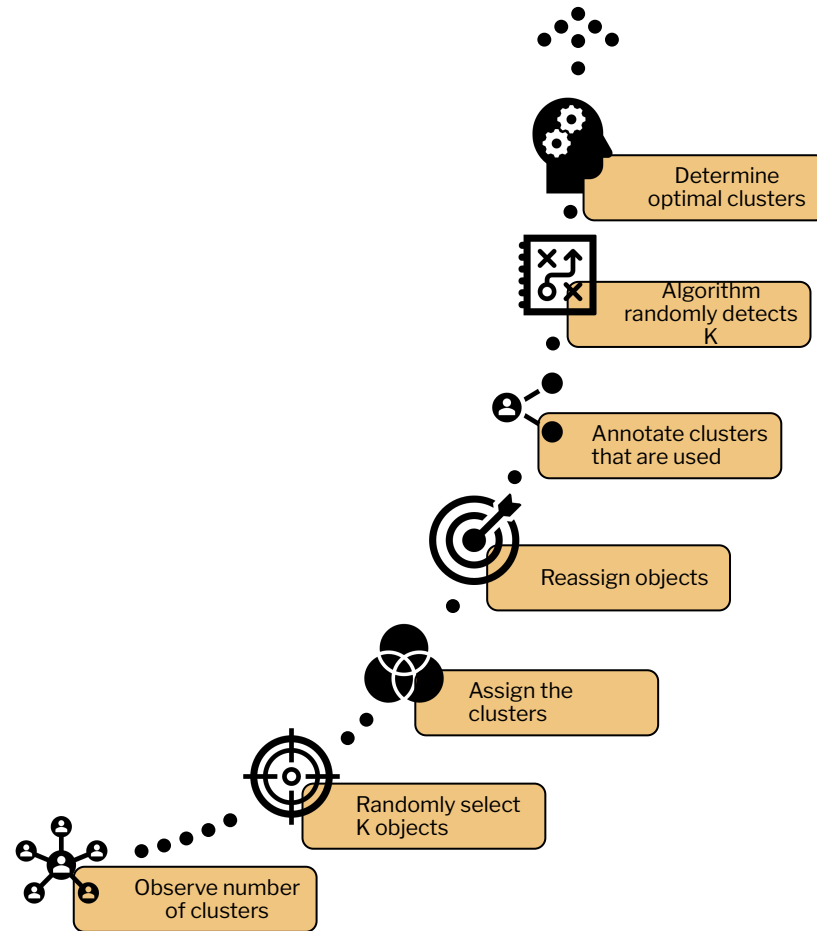 Determine
optimal clusters
Algorithm
randomly detects
K
Annotate clusters
that are used
Reassign objects
Assign the
clusters
Randomly select
K objects
Observe number
of clusters